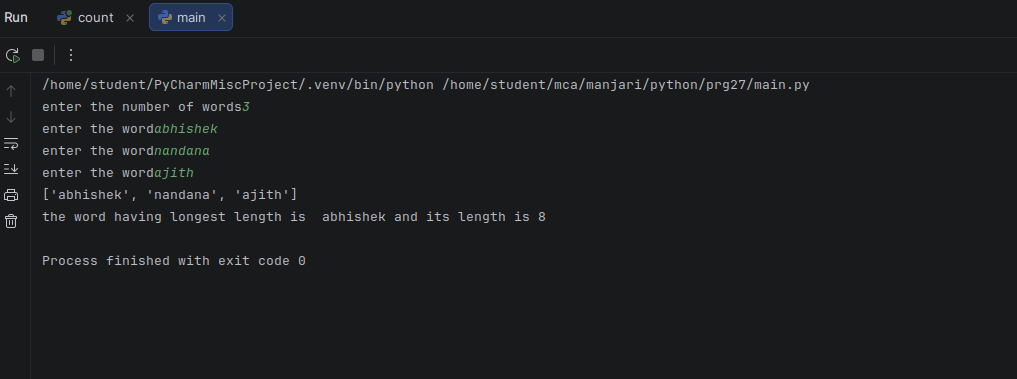 Run count main
/home/student/PyCharmMiscProject/.venv/bin/python /home/student/mca/manjari/python/prg27/main.py
enter the number of words3
enter the wordabhishek
enter the wordnandana
enter the wordajith
['abhishek', 'nandana', 'ajith']
the word having longest length is  abhishek and its length is 8
Process finished with exit code 0